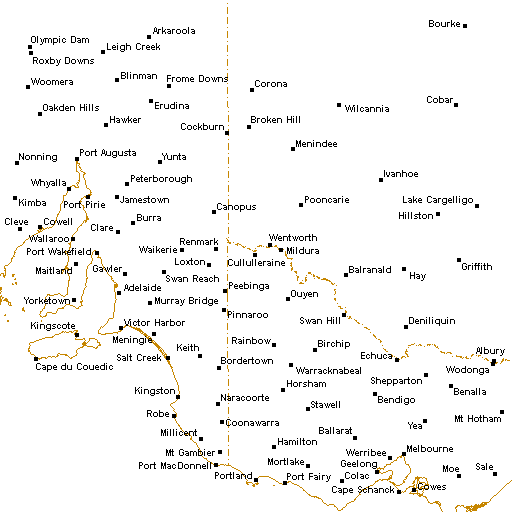 Bourke
Arkaroola
Olympic Dam
Leigh Creek
Roxby Downs
Blinman
Frome Downs
Woomera
Corona
Oakden Hills
Erudina
Wilcannia
Cobar
Hawker
Cockburn
Broken Hill
Menindee
Nonning
Port Augusta
Yunta
Whyalla
Peterborough
Ivanhoe
Kimba
Port Pirie
Jamestown
Canopus
Pooncarie
Lake Cargelligo
Hillston
Cleve
Cowell
Clare
Burra
Wallaroo
Renmark
Wentworth
Port Wakefield
Waikerie
Mildura
Maitland
Gawler
Loxton
Cullulleraine
Balranald
Hay
Griffith
Swan Reach
Yorketown
Adelaide
Peebinga
Murray Bridge
Ouyen
Pinnaroo
Swan Hill
Deniliquin
Kingscote
Victor Harbor
Meningie
Rainbow
Birchip
Salt Creek
Keith
Echuca
Albury
Cape du Couedic
Bordertown
Warracknabeal
Wodonga
Shepparton
Kingston
Naracoorte
Horsham
Bendigo
Benalla
Robe
Stawell
Coonawarra
Yea
Mt Hotham
Millicent
Ballarat
Mt Gambier
Hamilton
Werribee
Melbourne
Port MacDonnell
Mortlake
Geelong
Portland
Port Fairy
Colac
Moe
Sale
Cape Schanck
Cowes